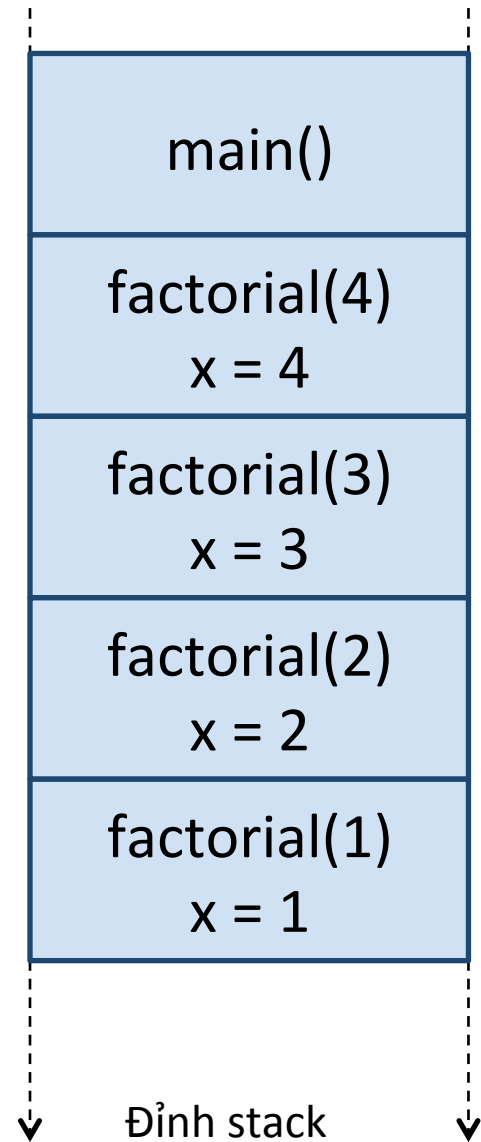 main()
factorial(4)
x = 4
factorial(3)
x = 3
factorial(2)
x = 2
factorial(1)
x = 1
Đỉnh stack